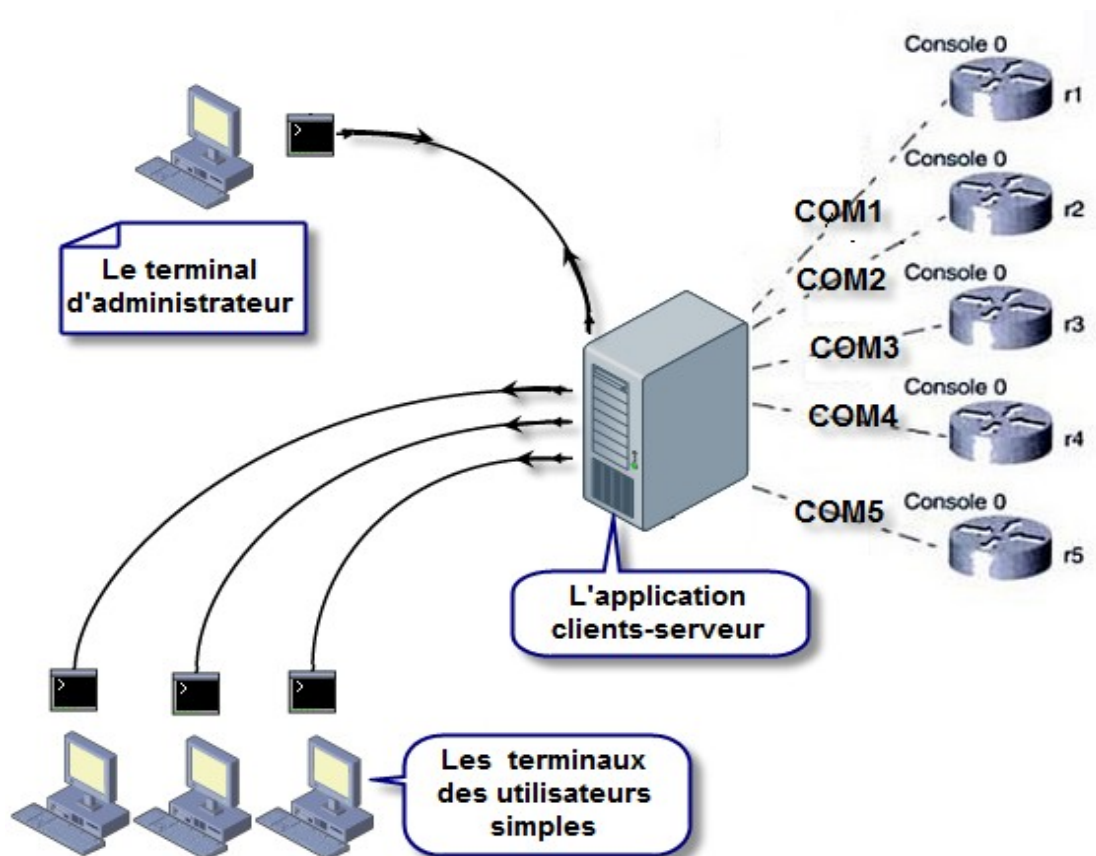 Console 0
r1
Console 0
r2
COM1
Le terminal
d'administrateur
COM2
Console 0
r3
COM3
Console 0
r4
COM4
Console 0
r5
COM5
L'application
clients-serveur
Les terminaux
des utilisateurs
simples